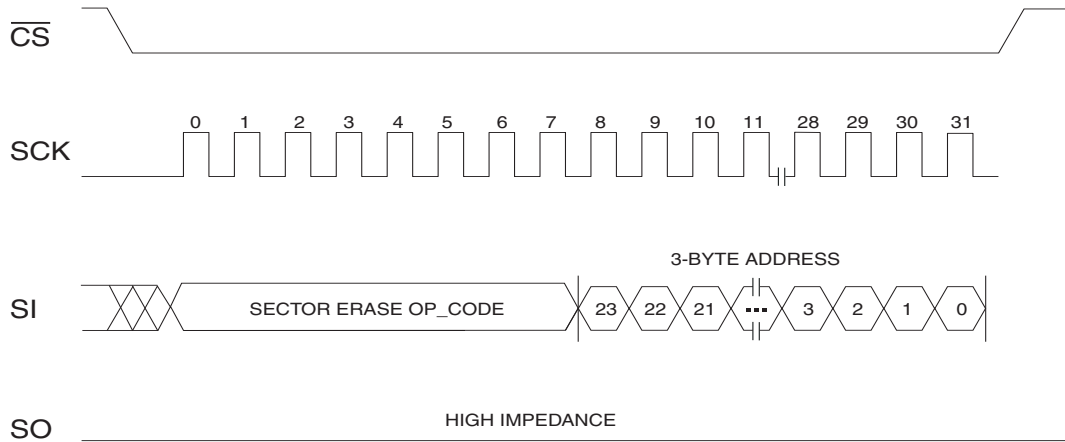 CS
0 1 2 3 4 5 6 7 8 9 10 11 28 29 30 31
SCK
3-BYTE ADDRESS
SI SECTOR ERASE OP_CODE 23 22 21 ... 3 2 1 0
HIGH IMPEDANCE
SO